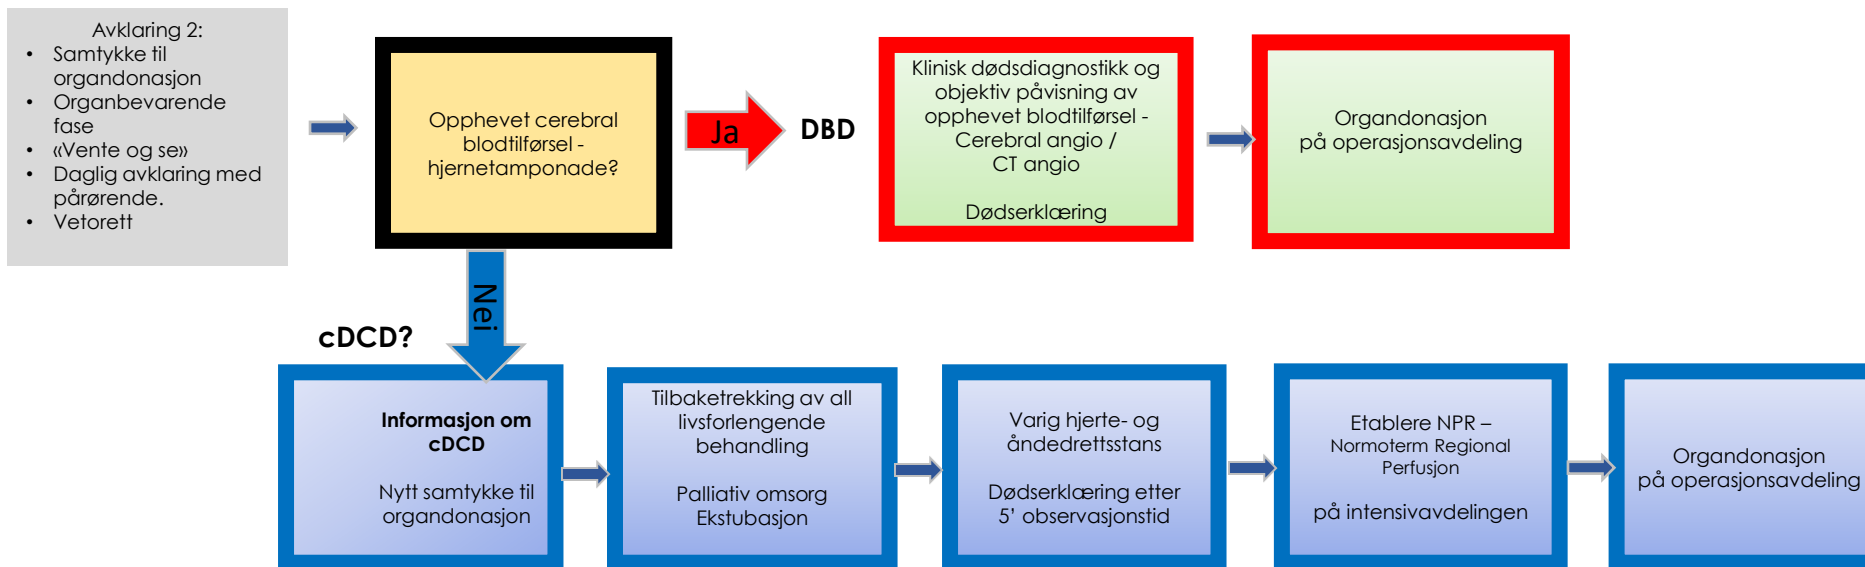 Avklaring 2:
• Samtykke til
organdonasjon
• Organbevarende
fase
• «Vente og se»
• Daglig avklaring med
pårørende.
• Vetorett
Opphevet cerebral
blodtilførsel -
hjernetamponade?
Ja
DBD
Klinisk dødsdiagnostikk og
objektiv påvisning av
opphevet blodtilførsel -
Cerebral angio /
CT angio
Dødserklæring
Organdonasjon
på operasjonsavdeling
Nei
cDCD?
Informasjon om
cDCD
Nytt samtykke til
organdonasjon
Tilbaketrekking av all
livsforlengende
behandling
Palliativ omsorg
Ekstubasjon
Varig hjerte- og
åndedrettsstans
Dødserklæring etter
5' observasjonstid
Etablere NPR –
Normoterm Regional
Perfusjon
på intensivavdelingen
Organdonasjon
på operasjonsavdeling